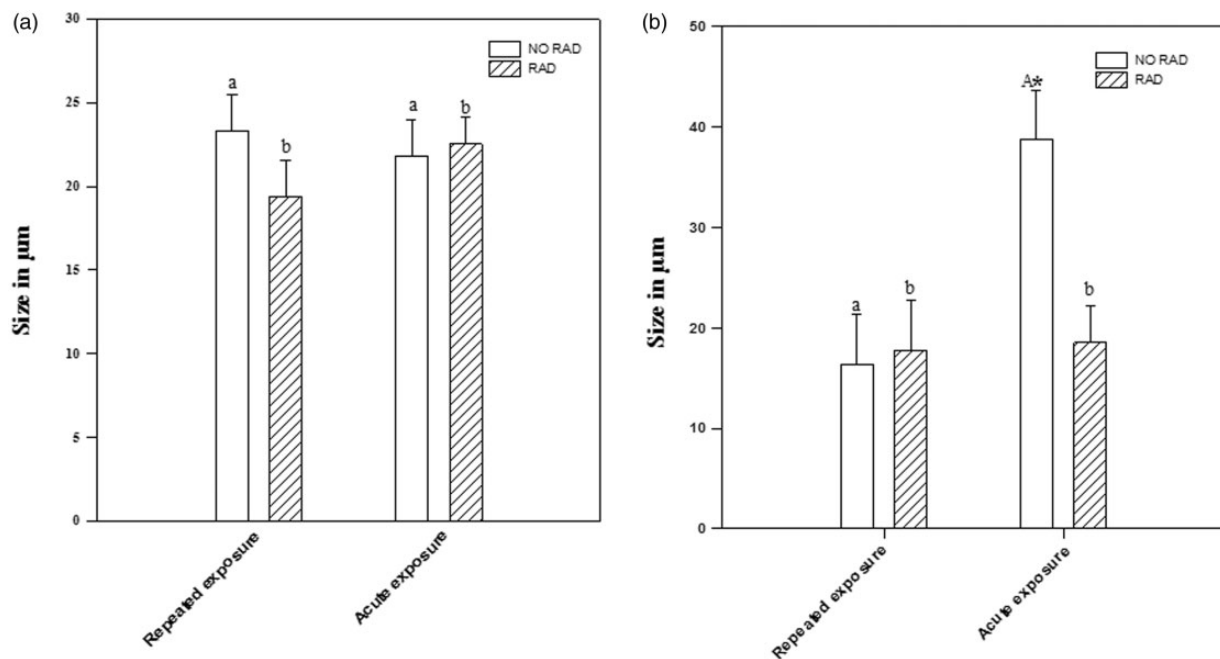 (a)
30
25
20
15
10
5
0
Size in µm
NO RAD
RAD
a
b
a
b
Repeated exposure
Acute exposure
(b)
50
40
30
20
10
0
Size in µm
NO RAD
RAD
a
b
A*
b
Repeated exposure
Acute exposure